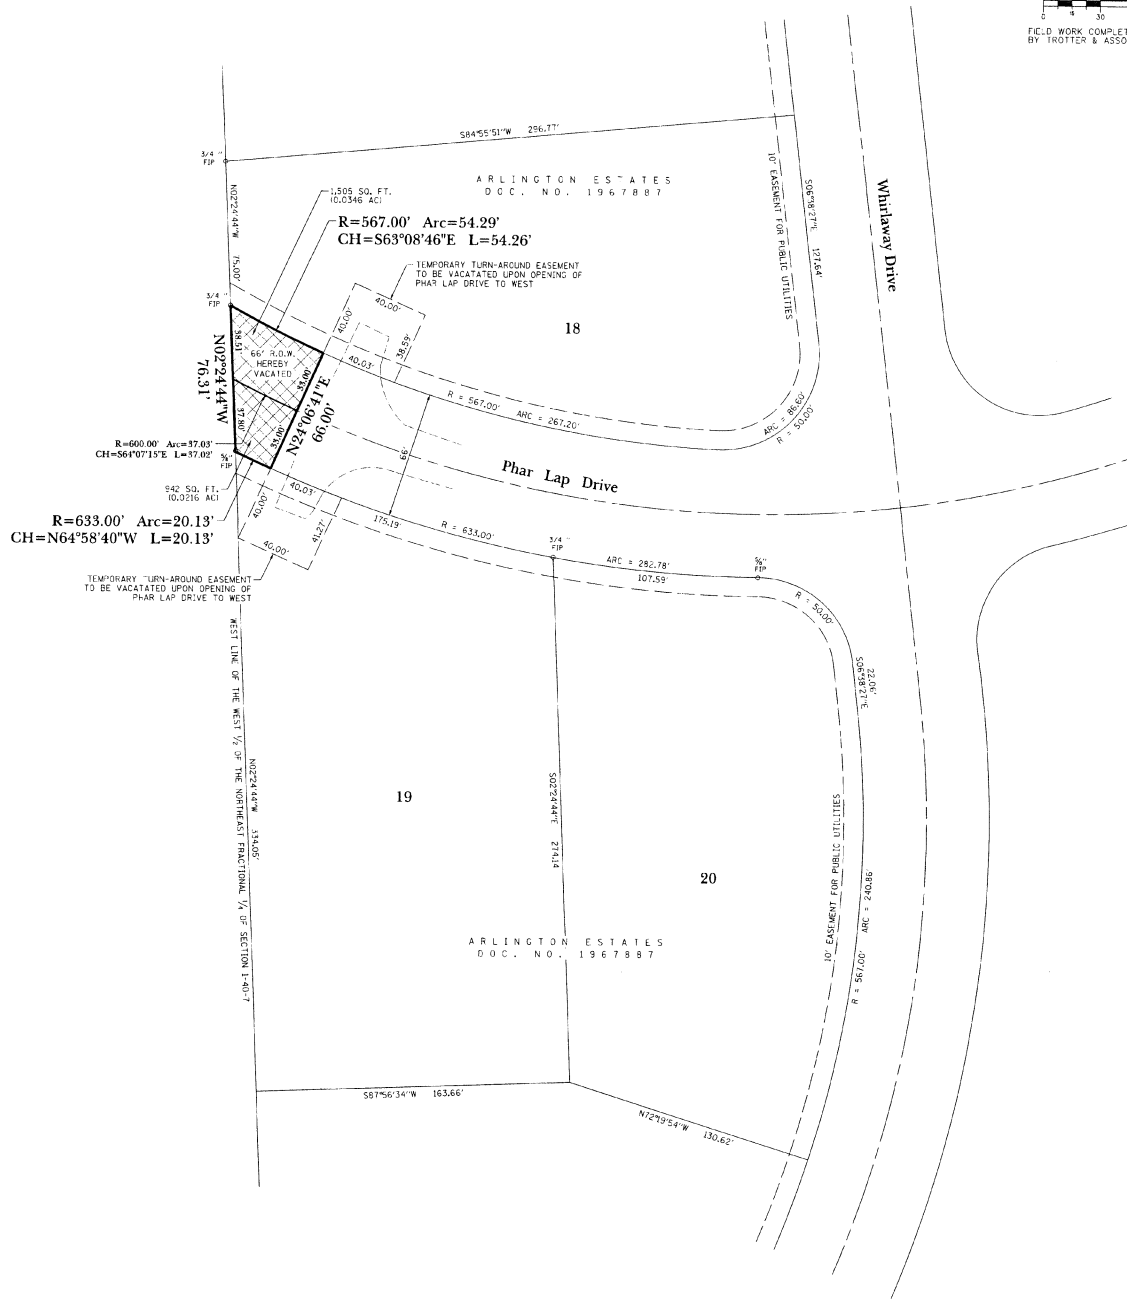 0 15 30
FIELD WORK COMPLET
BY TROTTER & ASSO
S84°55'51"W 296.77'
3/4 "
FIP
ARLINGTON ESTATES
DOC. NO. 1967887
1,505 SQ. FT.
(0.0346 AC)
N02°24'44"W 75.00'
R=567.00' Arc=54.29'
CH=S63°08'46"E L=54.26'
10' EASEMENT FOR PUBLIC UTILITIES
S06°38'27"E 127.64'
Whirlaway Drive
TEMPORARY TURN-AROUND EASEMENT
TO BE VACATATED UPON OPENING OF
PHAR LAP DRIVE TO WEST
3/4 "
FIP
40.00'
40.00'
38.59'
18
38.51'
66' R.O.W.
HEREBY
VACATED
33.00'
40.03'
N02°24'44"W
76.31'
N24°06'41"E
66.00'
R = 567.00' ARC = 267.20'
ARC = 86.60'
R = 50.00'
37.80'
33.00'
R=600.00' Arc=37.03'
CH=S64°07'15"E L=37.02'
5/8"
FIP
66'
Phar Lap Drive
942 SQ. FT.
(0.0216 AC)
40.03'
40.00'
R=633.00' Arc=20.13'
CH=N64°58'40"W L=20.13'
41.27'
40.00'
175.19'
R = 633.00'
3/4 "
FIP
ARC = 282.78'
107.59'
5/8"
FIP
R = 50.00'
TEMPORARY TURN-AROUND EASEMENT
TO BE VACATATED UPON OPENING OF
PHAR LAP DRIVE TO WEST
22.06'
S06°38'27"E
WEST LINE OF THE WEST 1/2 OF THE NORTHEAST FRACTIONAL 1/4 OF SECTION 1-40-7
N02°24'44"W 334.05'
19
S02°24'44"E 274.14
20
10' EASEMENT FOR PUBLIC UTILITIES
R = 567.00' ARC = 240.86'
ARLINGTON ESTATES
DOC. NO. 1967887
S87°56'34"W 163.66'
N72°19'54"W 130.62'